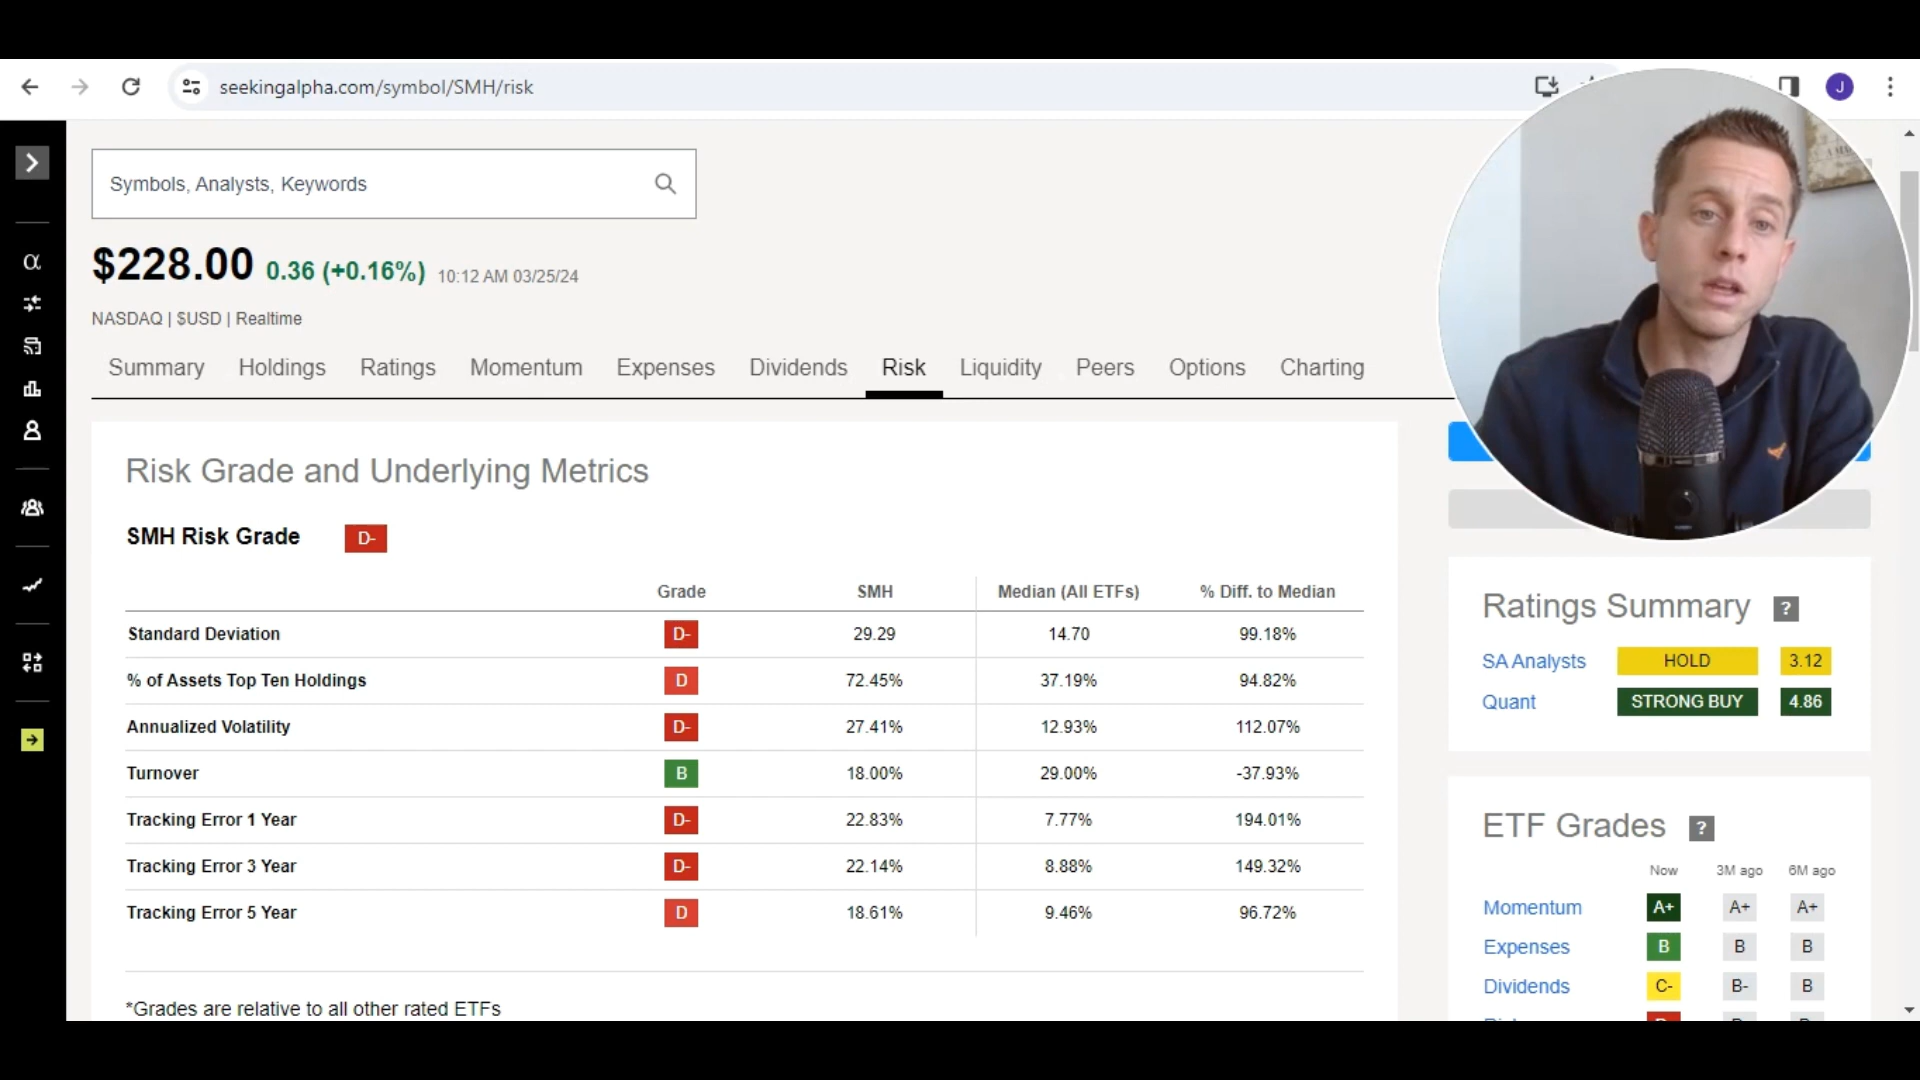 seekingalpha.com/symbol/SMH/risk
J
Symbols, Analysts, Keywords
$228.00 0.36 (+0.16%) 10:12 AM 03/25/24
NASDAQ | $USD | Realtime
Summary Holdings Ratings Momentum Expenses Dividends Risk Liquidity Peers Options Charting
Risk Grade and Underlying Metrics
SMH Risk Grade D-
Grade SMH Median (All ETFs) % Diff. to Median
Standard Deviation D- 29.29 14.70 99.18%
% of Assets Top Ten Holdings D 72.45% 37.19% 94.82%
Annualized Volatility D- 27.41% 12.93% 112.07%
Turnover B 18.00% 29.00% -37.93%
Tracking Error 1 Year D- 22.83% 7.77% 194.01%
Tracking Error 3 Year D- 22.14% 8.88% 149.32%
Tracking Error 5 Year D 18.61% 9.46% 96.72%
*Grades are relative to all other rated ETFs
Ratings Summary ?
SA Analysts HOLD 3.12
Quant STRONG BUY 4.86
ETF Grades ?
Now 3M ago 6M ago
Momentum A+ A+ A+
Expenses B B B
Dividends C- B- B